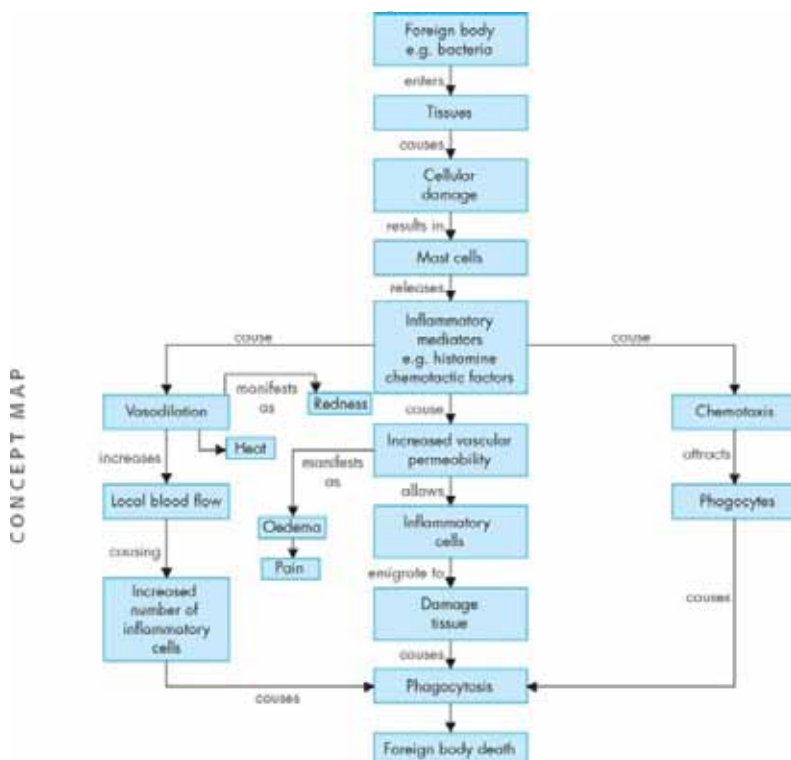 Foreign body
e.g. bacteria
enters
Tissues
causes
Cellular
damage
results in
Mast cells
releases
Inflammatory
mediators
e.g. histamine
chemotactic factors
cause
cause
manifests
as
Redness
Vasodilation
cause
Chemotaxis
Heat
Increased vascular
permeability
increases
manifests
as
attracts
allows
Local blood flow
Phagocytes
Oedema
Inflammatory
cells
causing
Pain
emigrate to
Increased
number of
inflammatory
cells
Damage
tissue
causes
causes
causes
Phagocytosis
Foreign body death
CONCEPT MAP